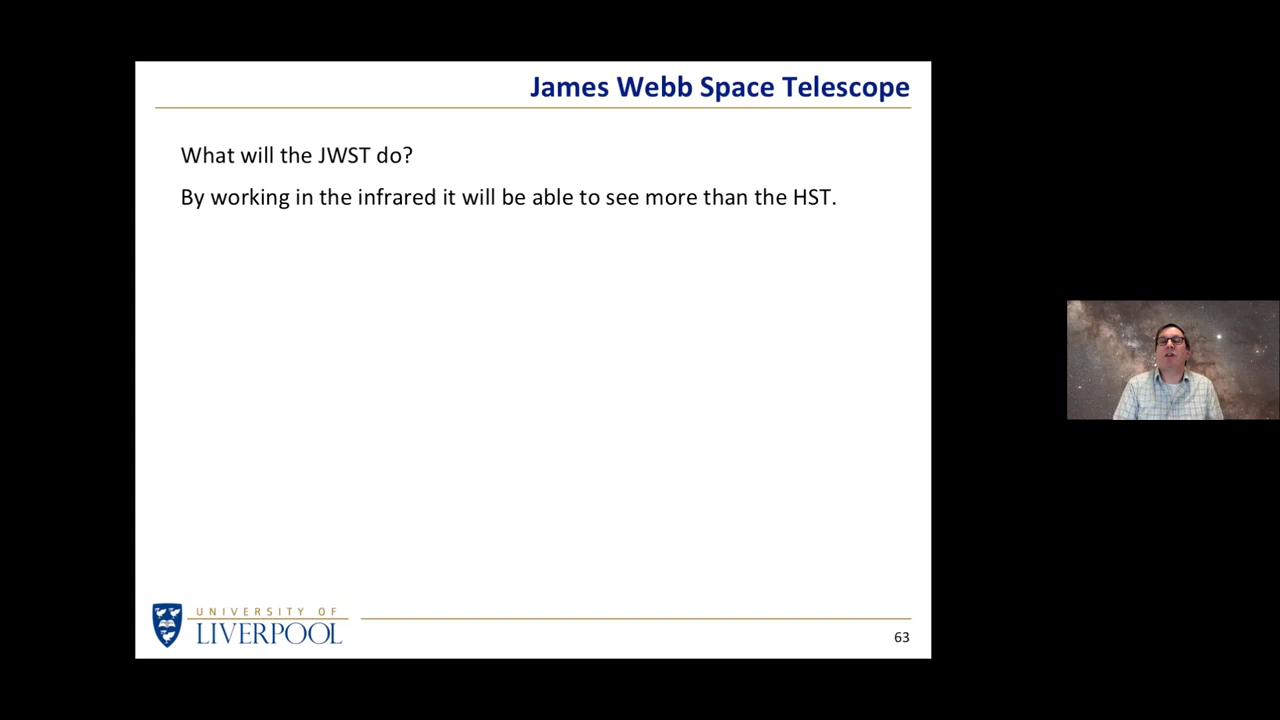 James Webb Space Telescope
What will the JWST do?
By working in the infrared it will be able to see more than the HST.
UNIVERSITY OF
LIVERPOOL
63